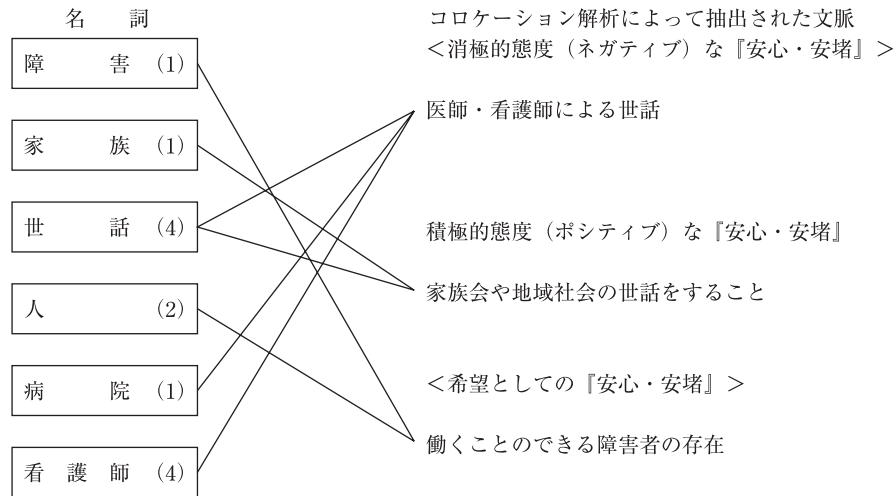 名詞
障害 (1)
家族 (1)
世話 (4)
人 (2)
病院 (1)
看護師 (4)
コロケーション解析によって抽出された文脈
＜消極的態度（ネガティブ）な『安心・安堵』＞
医師・看護師による世話
積極的態度（ポシティブ）な『安心・安堵』
家族会や地域社会の世話をすること
＜希望としての『安心・安堵』＞
働くことのできる障害者の存在